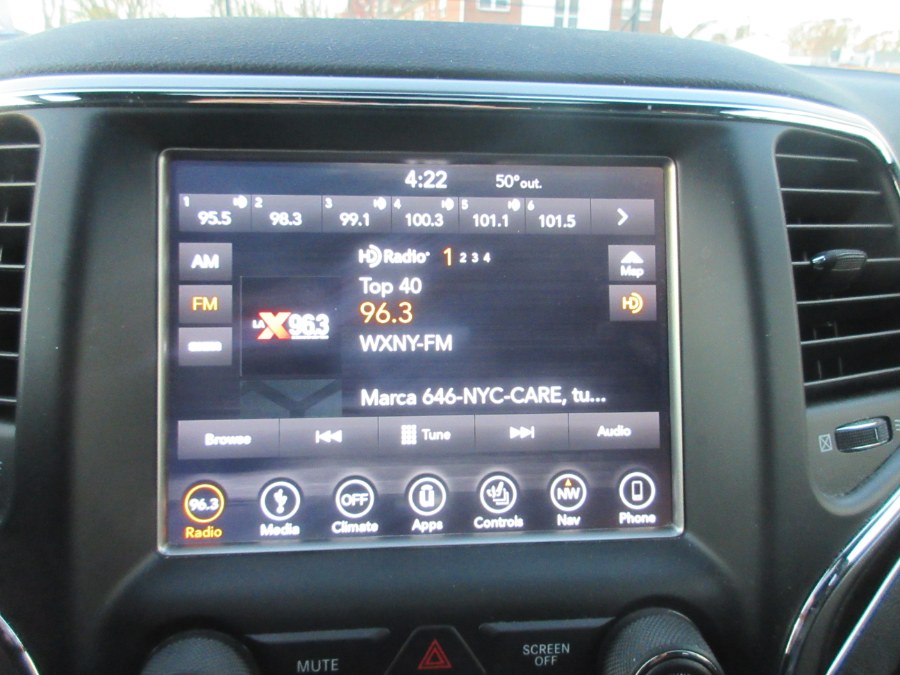 4:22 50° out.
1 2 3 4 5 6
95.5 98.3 99.1 100.3 101.1 101.5
AM HD Radio 1 2 3 4 Map
Top 40
FM 96.3 HD
LA X 96.3
WXNY-FM
Marca 646-NYC-CARE, tu...
Browse Tune Audio
96.3 OFF NW
Radio Media Climate Apps Controls Nav Phone
MUTE SCREEN
OFF